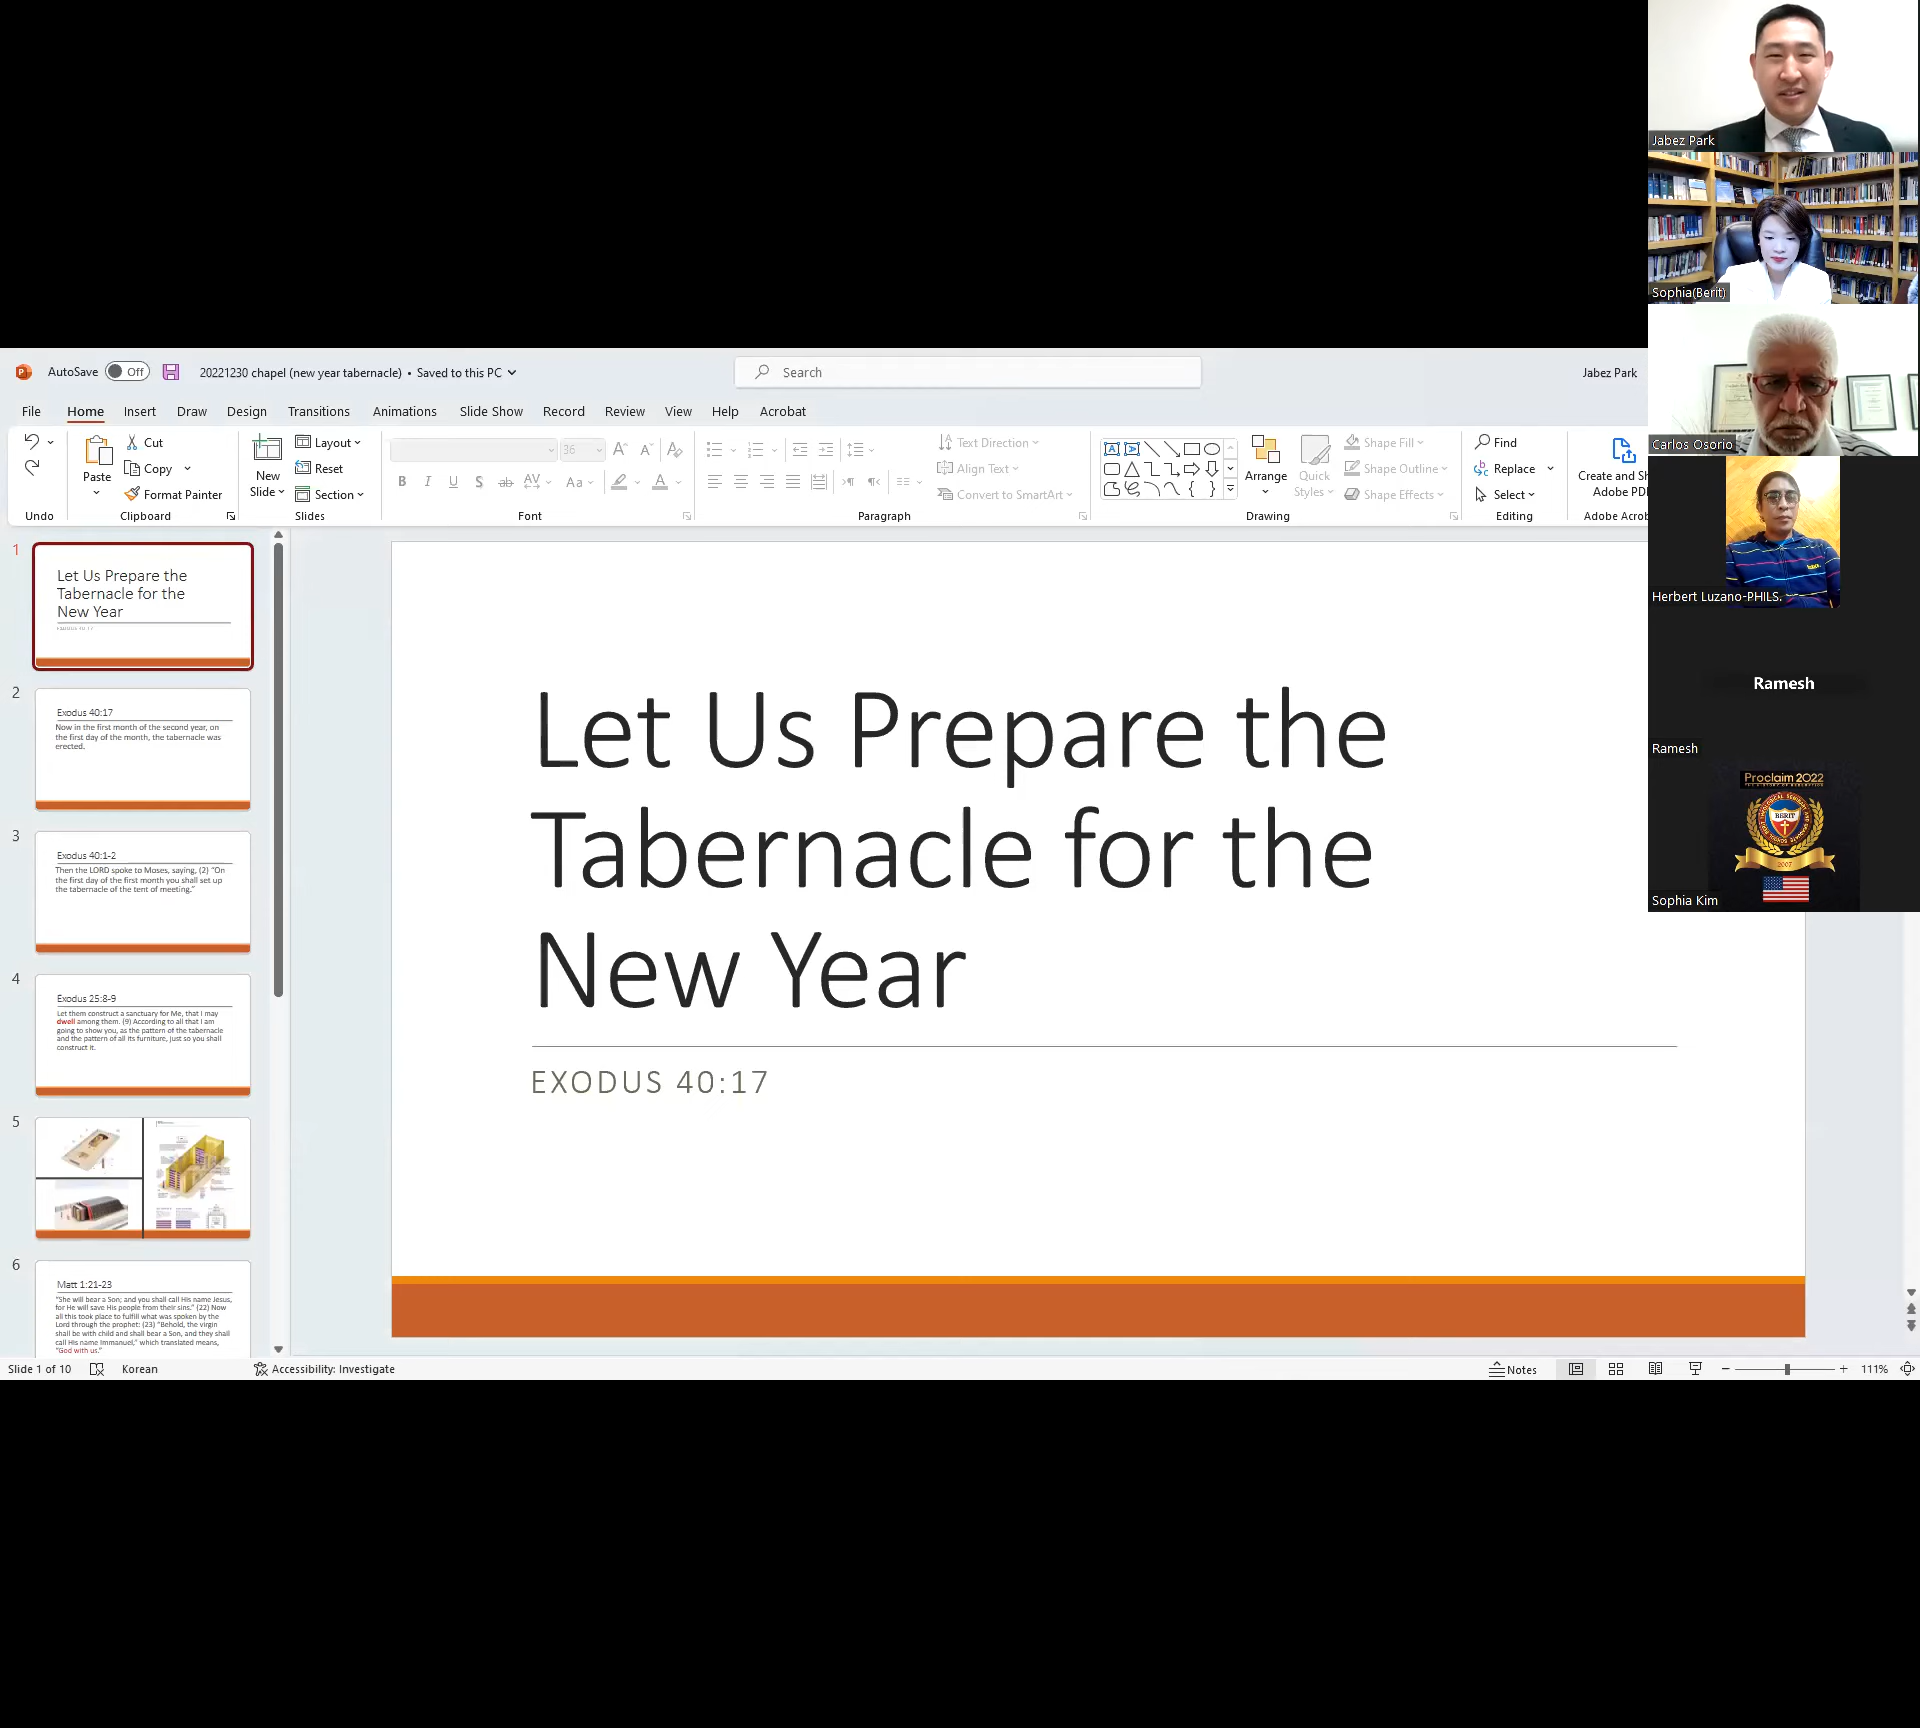 Jabez Park
Sophia(Berit)
Carlos Osorio
Herbert Luzano-PHILS.
Ramesh
Ramesh
Proclaim 2022
BERIT
2007
Sophia Kim
AutoSave Off 20221230 chapel (new year tabernacle) • Saved to this PC
Search
Jabez Park
File Home Insert Draw Design Transitions Animations Slide Show Record Review View Help Acrobat
Paste
Cut
Copy
Format Painter
New
Slide
Layout
Reset
Section
36
B I U S ab AV Aa A
Text Direction
Align Text
Convert to SmartArt
Arrange
Quick
Styles
Shape Fill
Shape Outline
Shape Effects
Find
Replace
Select
Create and Sh
Adobe PD
Undo Clipboard Slides Font Paragraph Drawing Editing Adobe Acrob
1
Let Us Prepare the
Tabernacle for the
New Year
EXODUS 40:17
2
Exodus 40:17
Now in the first month of the second year, on
the first day of the month, the tabernacle was
erected.
3
Exodus 40:1-2
Then the LORD spoke to Moses, saying, (2) "On
the first day of the first month you shall set up
the tabernacle of the tent of meeting."
4
Exodus 25:8-9
Let them construct a sanctuary for Me, that I may
dwell among them. (9) According to all that I am
going to show you, as the pattern of the tabernacle
and the pattern of all its furniture, just so you shall
construct it.
5
6
Matt 1:21-23
"She will bear a Son; and you shall call His name Jesus,
for He will save His people from their sins." (22) Now
all this took place to fulfill what was spoken by the
Lord through the prophet: (23) "Behold, the virgin
shall be with child and shall bear a Son, and they shall
call His name Immanuel," which translated means,
"God with us."
Let Us Prepare the
Tabernacle for the
New Year
EXODUS 40:17
Slide 1 of 10 Korean Accessibility: Investigate Notes 111%